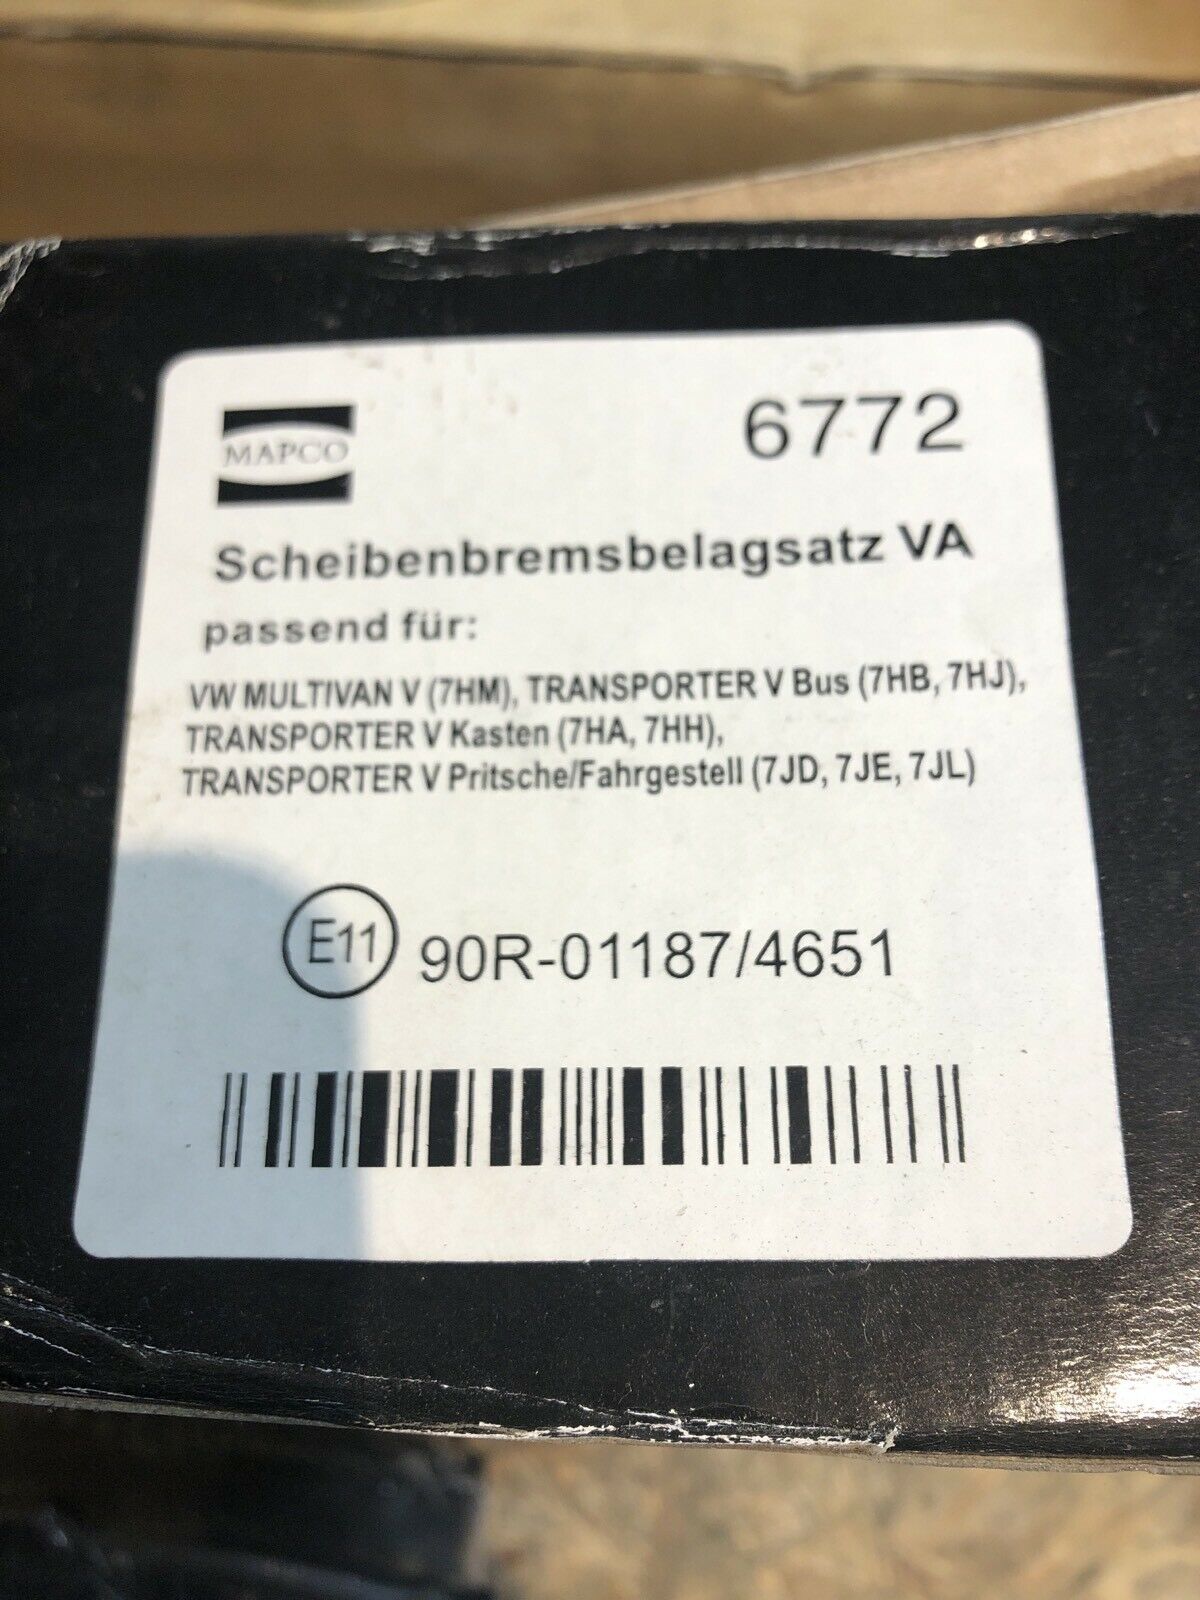 MAPCO
6772
Scheibenbremsbelagsatz VA
passend für:
VW MULTIVAN V (7HM), TRANSPORTER V Bus (7HB, 7HJ),
TRANSPORTER V Kasten (7HA, 7HH),
TRANSPORTER V Pritsche/Fahrgestell (7JD, 7JE, 7JL)
E11 90R-01187/4651